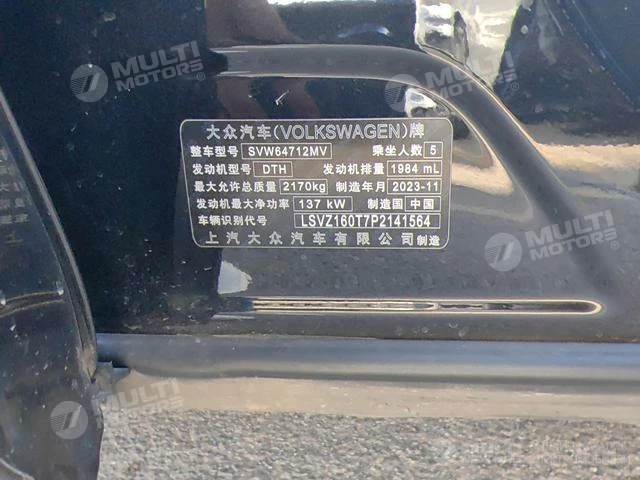 MULTI MOTORS®
MULTI MOTORS®
大众汽车(VOLKSWAGEN)牌
整车型号 SVW64712MV 乘坐人数 5
发动机型号 DTH 发动机排量 1984 mL
最大允许总质量 2170kg 制造年月 2023-11
发动机最大净功率 137 kW 制造国 中国
车辆识别代号 LSVZ160T7P2141564
上汽大众汽车有限公司制造
MULTI MOTORS
MULTI MOTORS